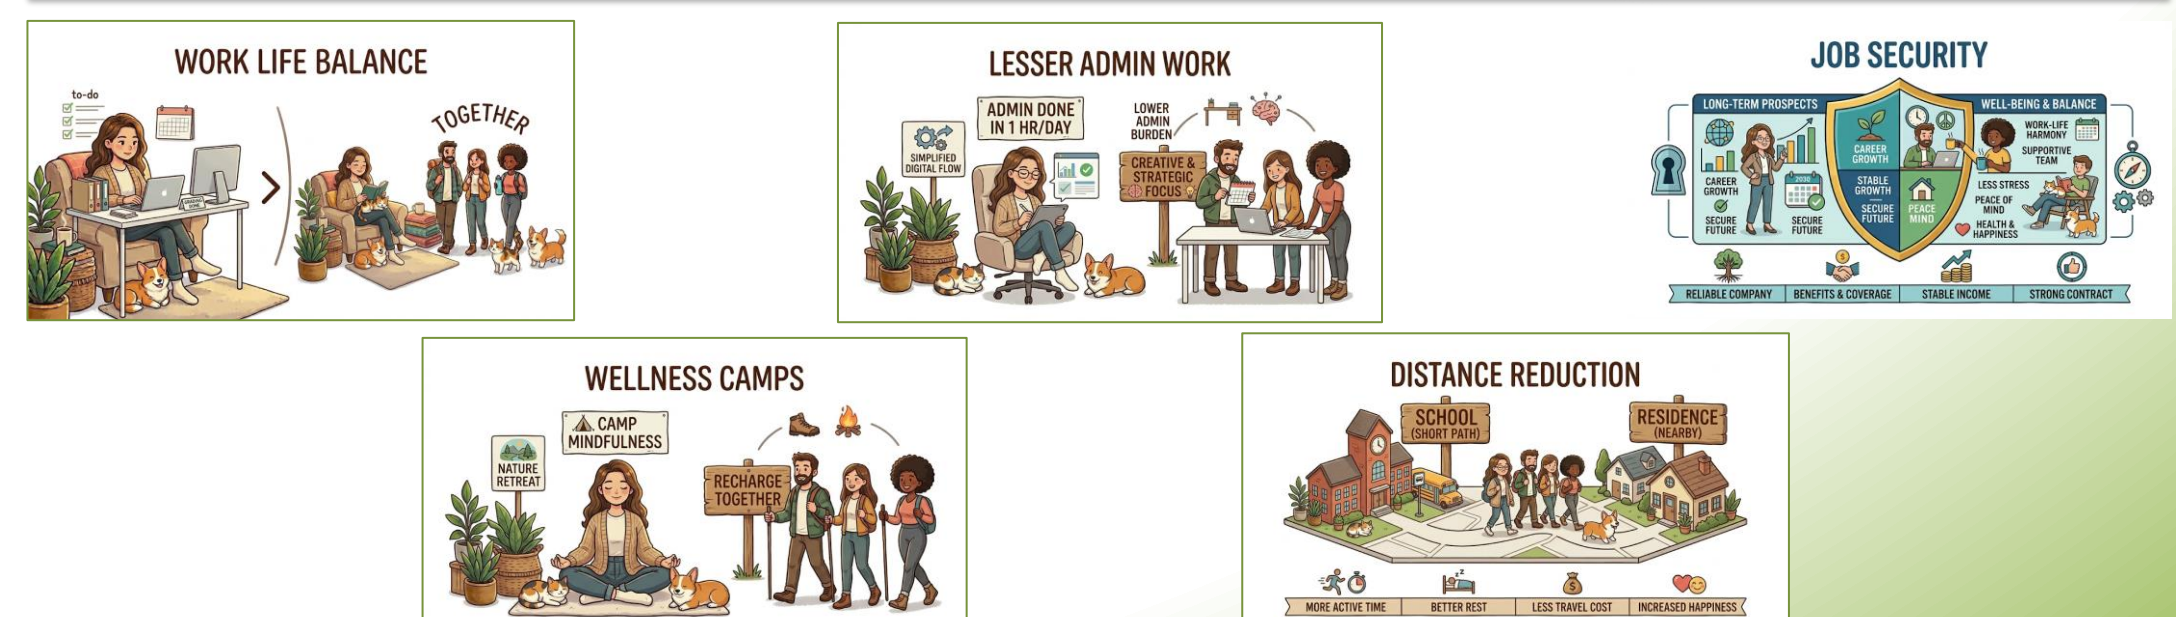 WORK LIFE BALANCE
to-do
TOGETHER
GRADING
DONE
LESSER ADMIN WORK
SIMPLIFIED
DIGITAL FLOW
ADMIN DONE
IN 1 HR/DAY
LOWER
ADMIN
BURDEN
CREATIVE &
STRATEGIC
FOCUS
JOB SECURITY
LONG-TERM PROSPECTS
CAREER
GROWTH
SECURE
FUTURE
2030
SECURE
FUTURE
CAREER
GROWTH
STABLE
GROWTH
SECURE
FUTURE
PEACE
MIND
WELL-BEING & BALANCE
WORK-LIFE
HARMONY
SUPPORTIVE
TEAM
LESS STRESS
PEACE OF
MIND
HEALTH &
HAPPINESS
RELIABLE COMPANY
BENEFITS & COVERAGE
STABLE INCOME
STRONG CONTRACT
WELLNESS CAMPS
NATURE
RETREAT
CAMP
MINDFULNESS
RECHARGE
TOGETHER
DISTANCE REDUCTION
SCHOOL
(SHORT PATH)
RESIDENCE
(NEARBY)
MORE ACTIVE TIME
BETTER REST
LESS TRAVEL COST
INCREASED HAPPINESS